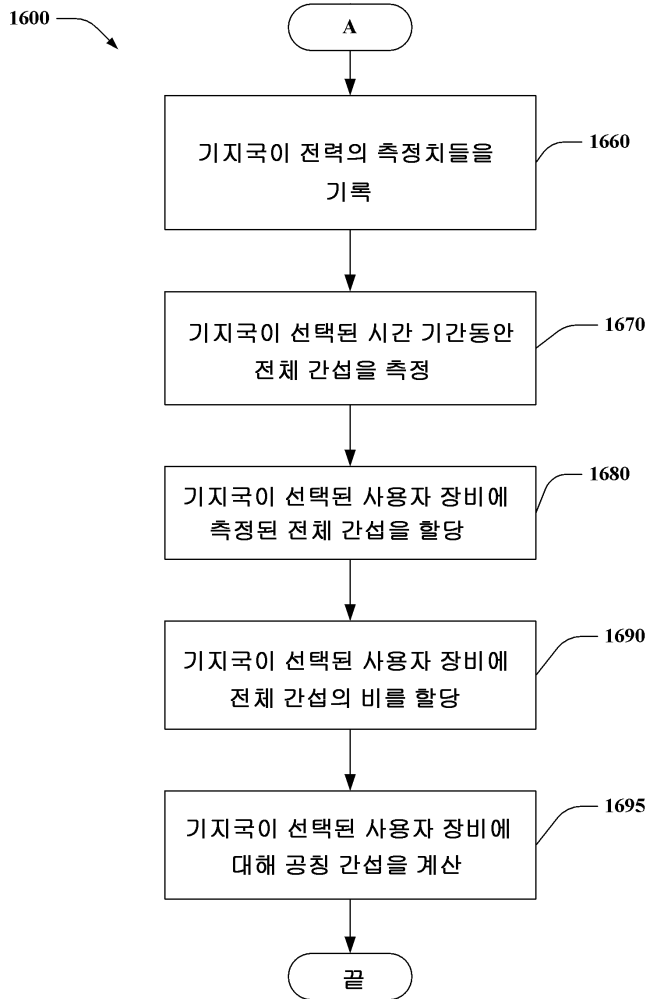 1600
A
기지국이 전력의 측정치들을
기록
1660
기지국이 선택된 시간 기간동안
전체 간섭을 측정
1670
기지국이 선택된 사용자 장비에
측정된 전체 간섭을 할당
1680
기지국이 선택된 사용자 장비에
전체 간섭의 비를 할당
1690
기지국이 선택된 사용자 장비에
대해 공칭 간섭을 계산
1695
끝